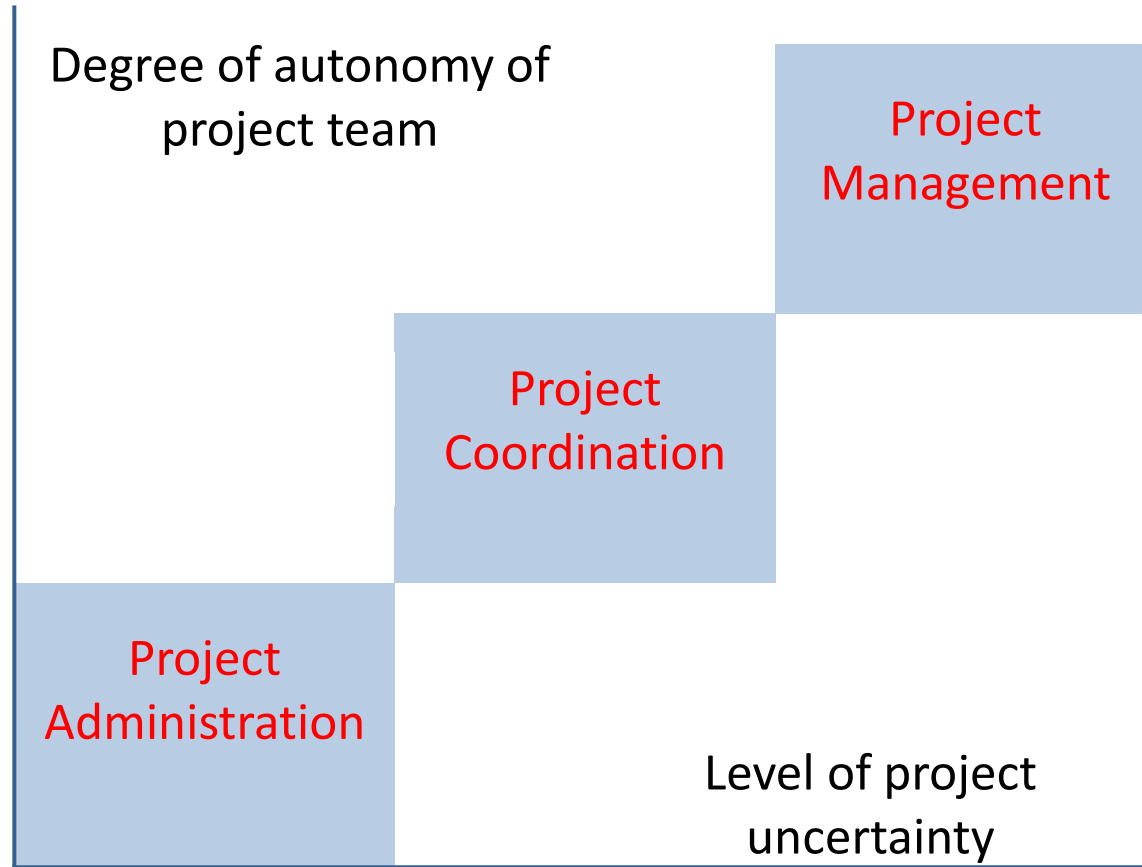 Degree of autonomy of
project team
Project
Management
Project
Coordination
Project
Administration
Level of project
uncertainty